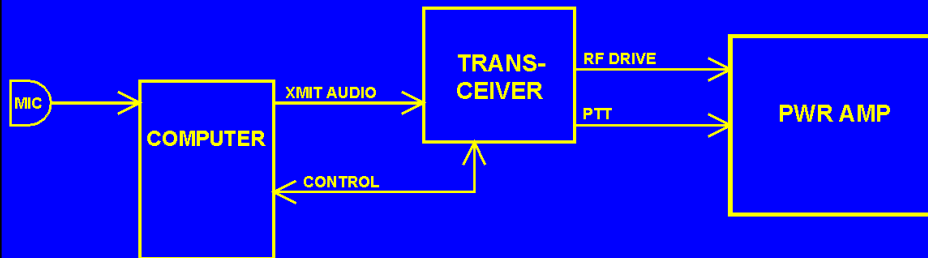 MIC
COMPUTER
XMIT AUDIO
CONTROL
TRANS-
CEIVER
RF DRIVE
PTT
PWR AMP